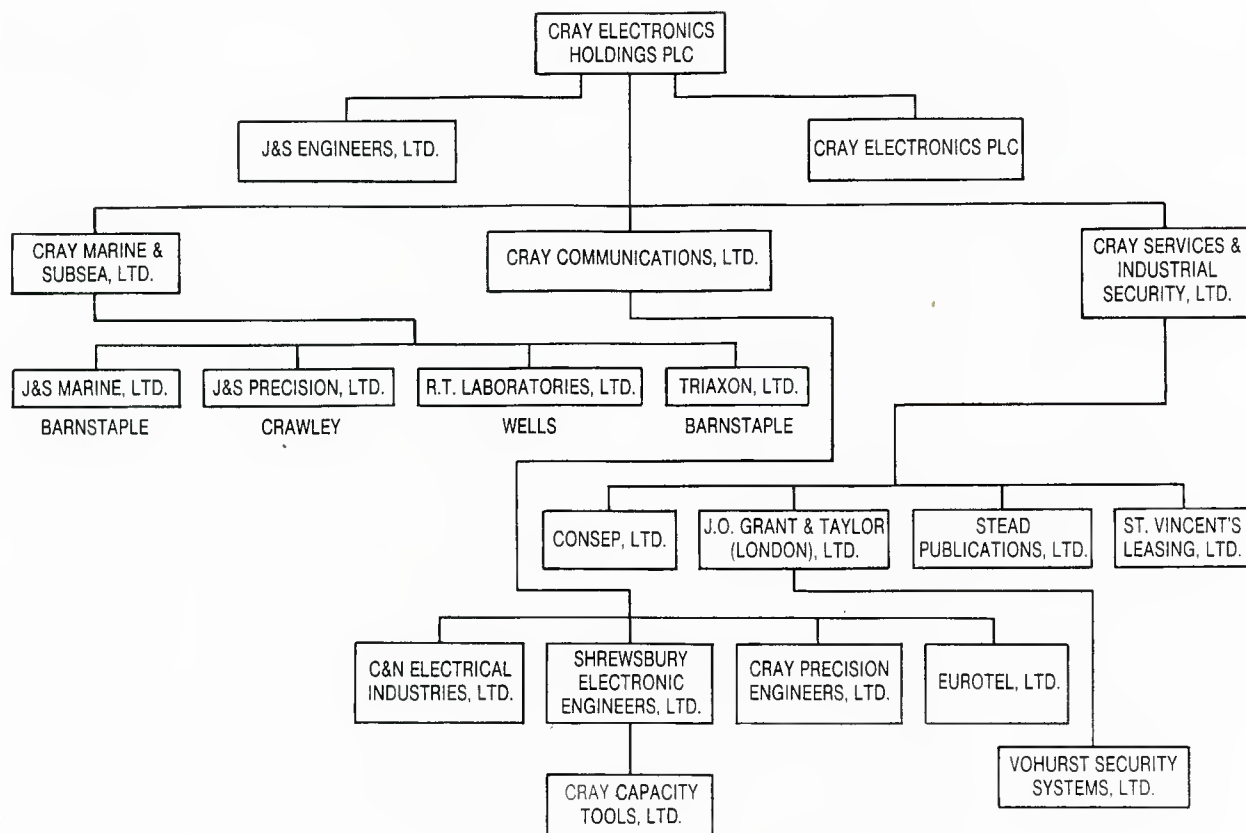 CRAY ELECTRONICS
HOLDINGS PLC
J&S ENGINEERS, LTD.
CRAY ELECTRONICS PLC
CRAY MARINE &
SUBSEA, LTD.
CRAY COMMUNICATIONS, LTD.
CRAY SERVICES &
INDUSTRIAL
SECURITY, LTD.
J&S MARINE, LTD.
BARNSTAPLE
J&S PRECISION, LTD.
CRAWLEY
R.T. LABORATORIES, LTD.
WELLS
TRIAXON, LTD.
BARNSTAPLE
CONSEP, LTD.
J.O. GRANT & TAYLOR
(LONDON), LTD.
STEAD
PUBLICATIONS, LTD.
ST. VINCENT'S
LEASING, LTD.
C&N ELECTRICAL
INDUSTRIES, LTD.
SHREWSBURY
ELECTRONIC
ENGINEERS, LTD.
CRAY PRECISION
ENGINEERS, LTD.
EUROTEL, LTD.
VOHURST SECURITY
SYSTEMS, LTD.
CRAY CAPACITY
TOOLS, LTD.